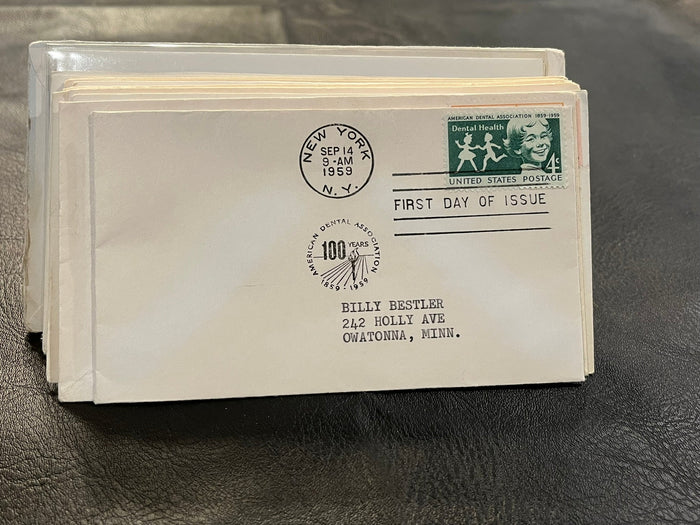 NEW YORK
SEP 14
9-AM
1959
N.Y.
AMERICAN DENTAL ASSOCIATION 1859-1959
Dental Health
4c
UNITED STATES POSTAGE
FIRST DAY OF ISSUE
AMERICAN DENTAL ASSOCIATION
100 YEARS
1859-1959
BILLY BESTLER
242 HOLLY AVE
OWATONNA, MINN.